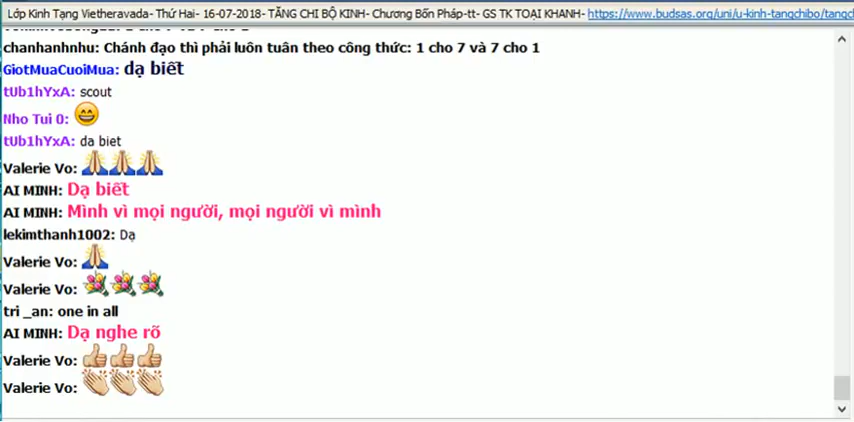 Lớp Kinh Tạng Vietheravada- Thứ Hai- 16-07-2018- TĂNG CHI BỘ KINH- Chương Bốn Pháp-tt- GS TK TOẠI KHANH- https://www.budsas.org/uni/u-kinh-tangchibo/tangc
chanhanhnhu: Chánh đạo thì phải luôn tuân theo công thức: 1 cho 7 và 7 cho 1
GiotMuaCuoiMua: dạ biết
tUb1hYxA: scout
Nho Tui 0:
tUb1hYxA: da biet
Valerie Vo:
AI MINH: Dạ biết
AI MINH: Mình vì mọi người, mọi người vì mình
lekimthanh1002: Dạ
Valerie Vo:
Valerie Vo:
tri _an: one in all
AI MINH: Dạ nghe rõ
Valerie Vo:
Valerie Vo: